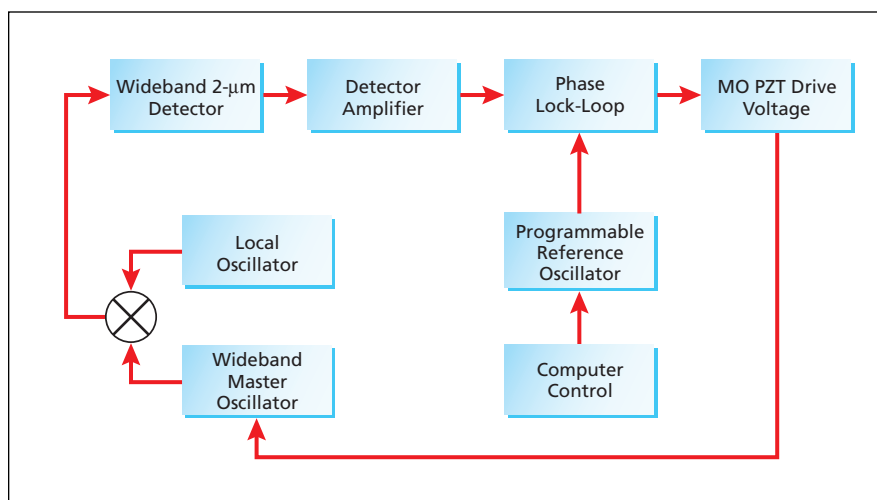 Wideband 2-μm
Detector
Detector
Amplifier
Phase
Lock-Loop
MO PZT Drive
Voltage
Local
Oscillator
Programmable
Reference
Oscillator
Wideband
Master
Oscillator
Computer
Control